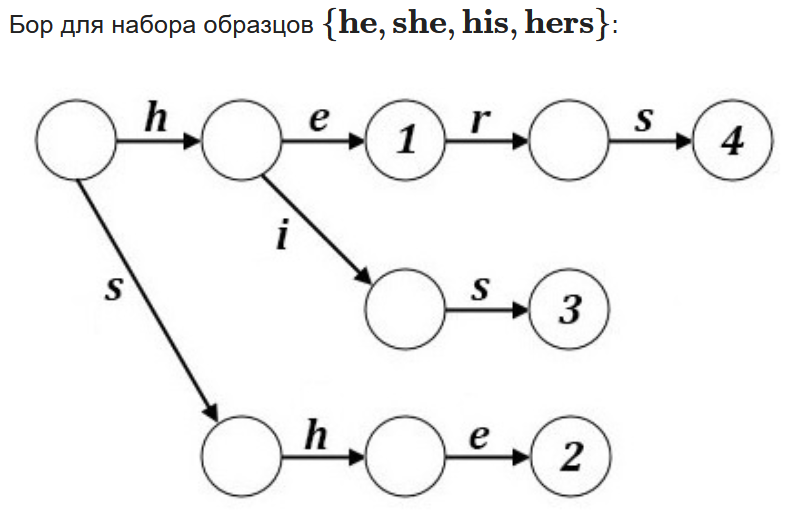 Бор для набора образцов {he, she, his, hers}:
h e 1 r s 4
i
s s 3
h e 2